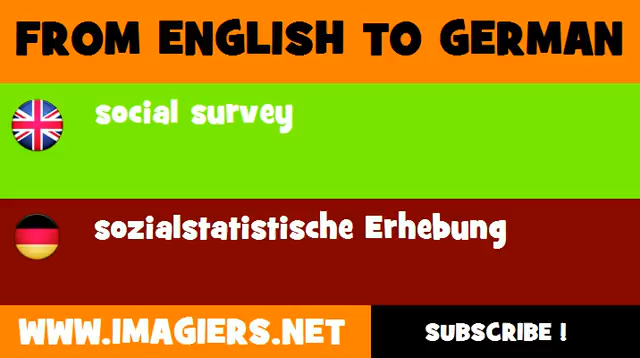 FROM ENGLISH TO GERMAN
social survey
sozialstatistische Erhebung
WWW.IMAGIERS.NET
SUBSCRIBE !